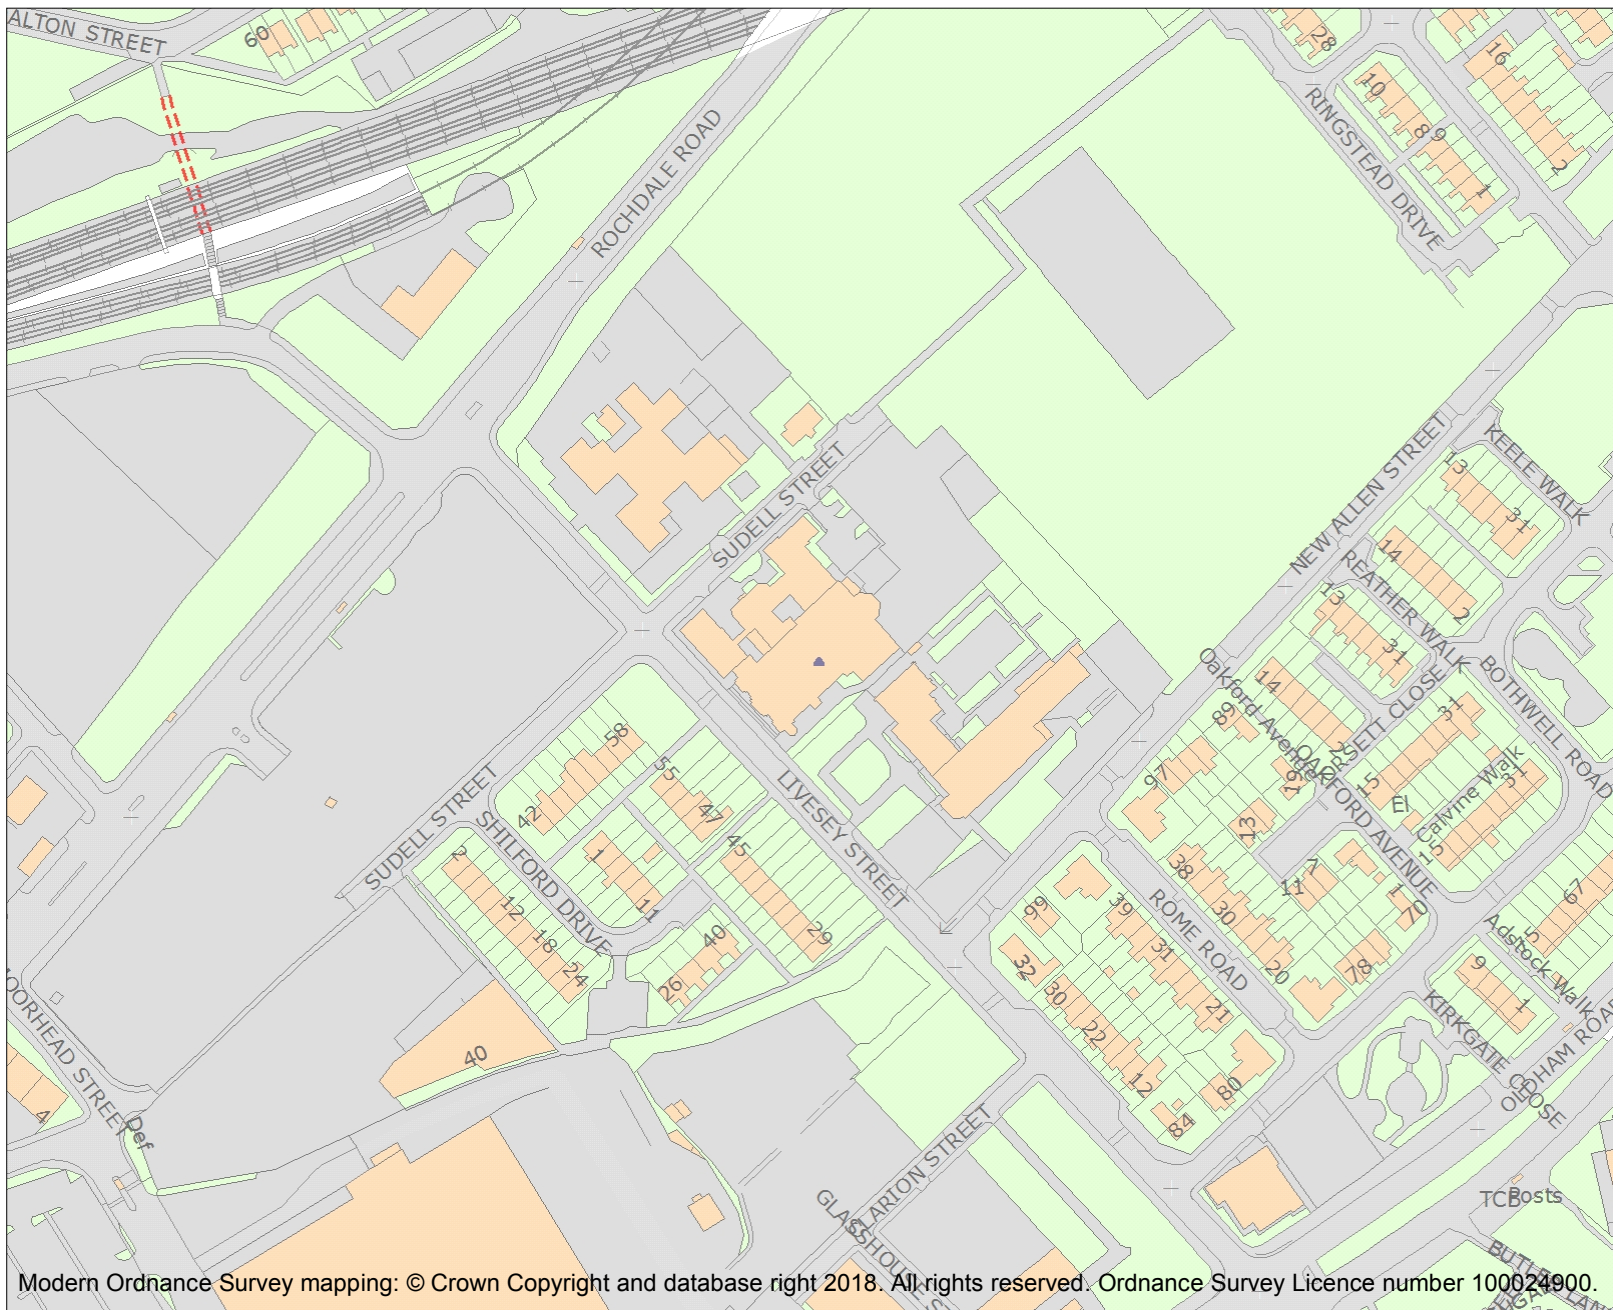 ALTON STREET
60
28
16
10
8
9
1
2
RINGSTEAD DRIVE
ROCHDALE ROAD
NEW ALLEN STREET
KEELE WALK
13
31
14
2
REATHER WALK
13
31
SUDELL STREET
Oakford Avenue
14
2
89
BOTHWELL ROAD
31
15
El
OAKFORD AVENUE
19
97
13
Calvine Walk
31
15
7
11
1
70
78
67
5
58
42
55
47
SUDELL STREET
SHILFORD DRIVE
LIVESEY STREET
45
29
1
11
2
12
18
24
40
26
38
30
20
ROME ROAD
39
31
21
99
32
30
22
12
80
84
Adstock Walk
9
1
KIRKGATE CLOSE
OLDHAM ROAD
MOORHEAD STREET
4
Def
40
CLARION STREET
TCB
Posts
Modern Ordnance Survey mapping: © Crown Copyright and database right 2018. All rights reserved. Ordnance Survey Licence number 100024900.